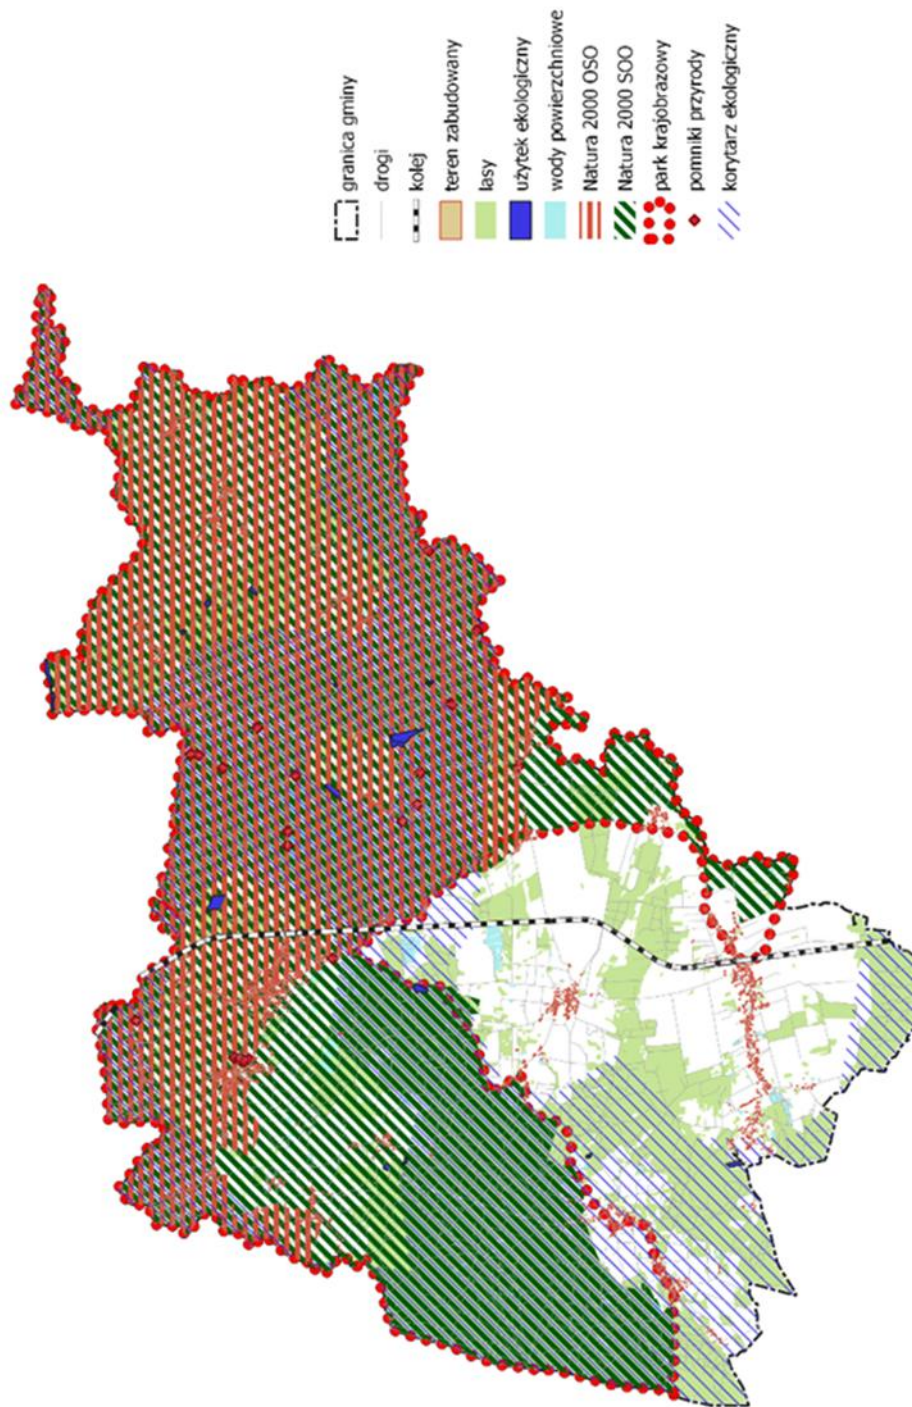 granica gminy
drogi
kolej
teren zabudowany
lasy
użytek ekologiczny
wody powierzchniowe
Natura 2000 OSO
Natura 2000 SOO
park krajobrazowy
pomniki przyrody
korytarz ekologiczny